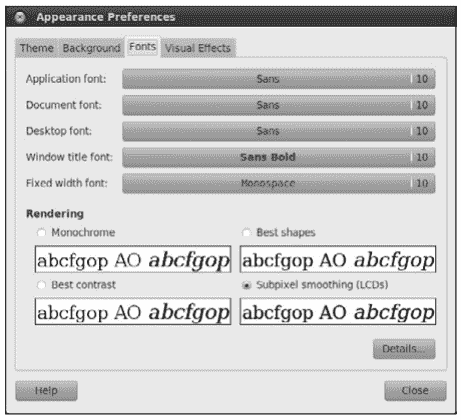 Appearance Preferences
Theme Background Fonts Visual Effects
Application font: Sans 10
Document font: Sans 10
Desktop font: Sans 10
Window title font: Sans Bold 10
Fixed width font: Monospace 10
Rendering
Monochrome Best shapes
abcfgop AO abcfgop abcfgop AO abcfgop
Best contrast Subpixel smoothing (LCDs)
abcfgop AO abcfgop abcfgop AO abcfgop
Details...
Help Close